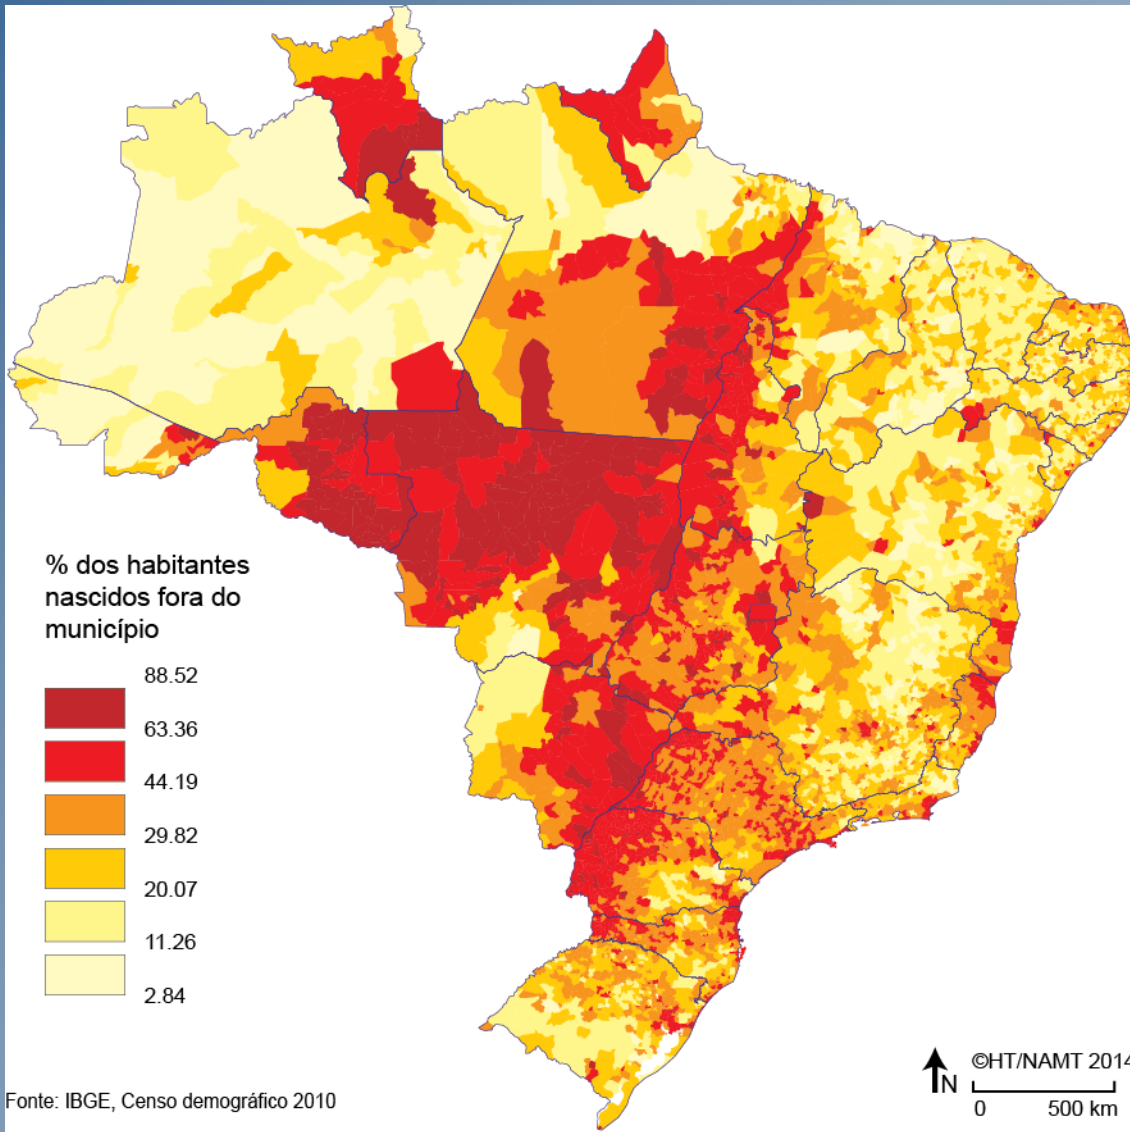 % dos habitantes
nascidos fora do
município
88.52
63.36
44.19
29.82
20.07
11.26
2.84
Fonte: IBGE, Censo demográfico 2010
©HT/NAMT 2014
N
0 500 km